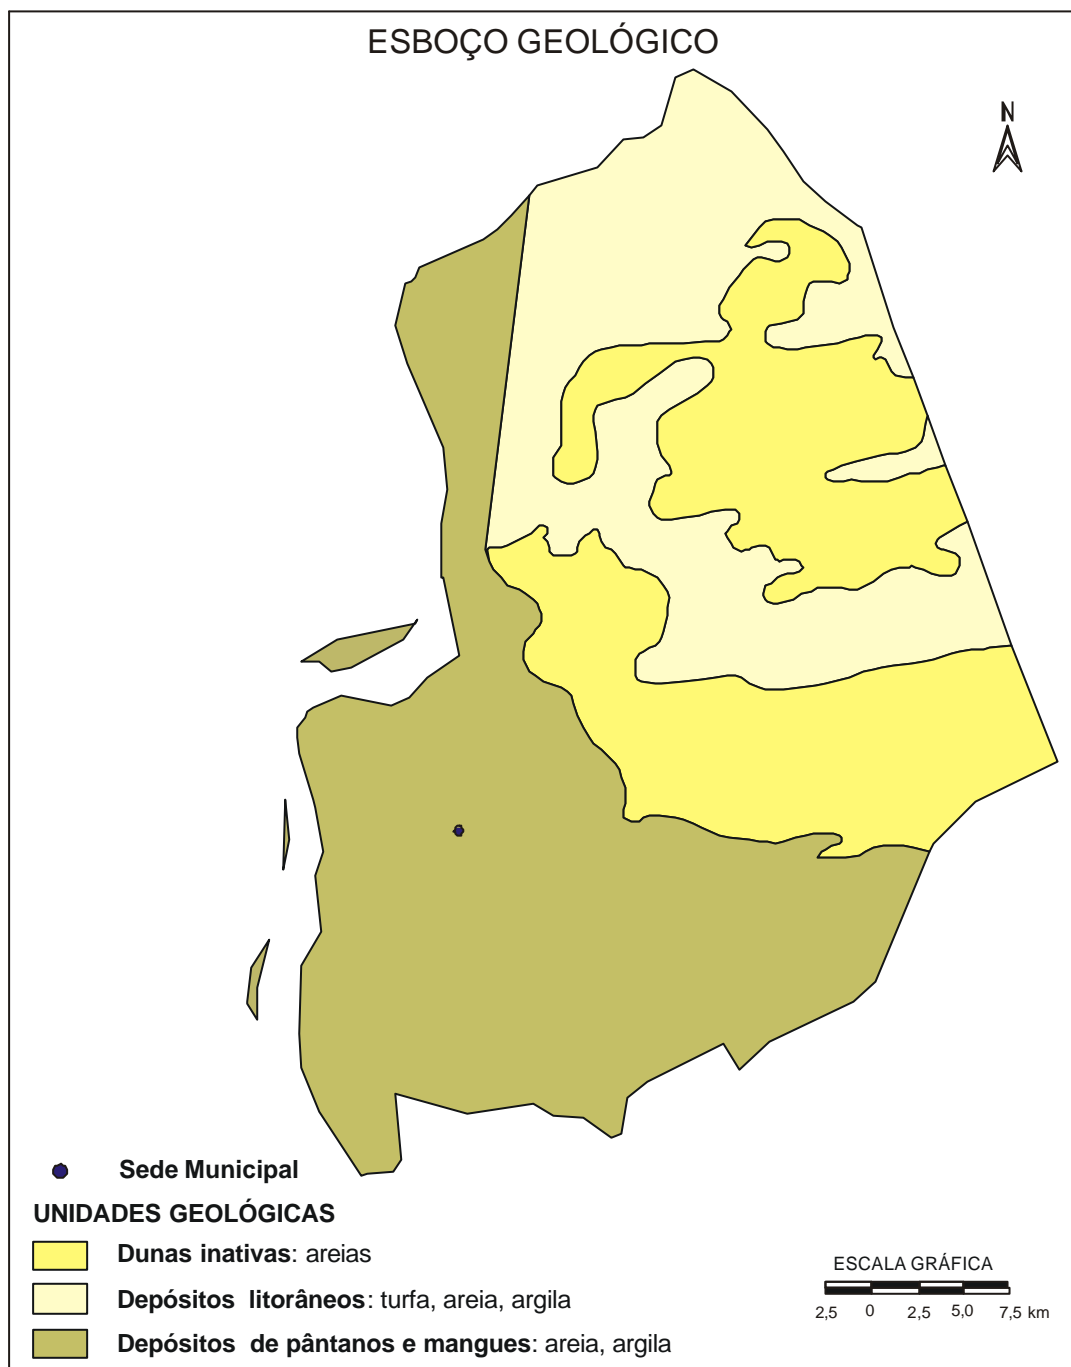 ESBOÇO GEOLÓGICO
N
Sede Municipal
UNIDADES GEOLÓGICAS
Dunas inativas: areias
Depósitos litorâneos: turfa, areia, argila
Depósitos de pântanos e mangues: areia, argila
ESCALA GRÁFICA
2,5 0 2,5 5,0 7,5 km